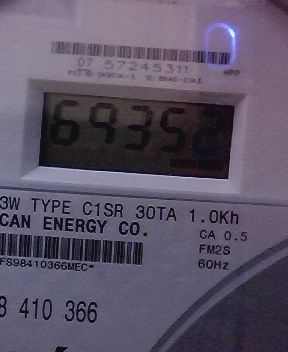 07 57245311
69352
3W TYPE C1SR 30TA 1.0Kh
CAN ENERGY CO.
CA 0.5
FM2S
60Hz
FS98410366MEC*
8 410 366